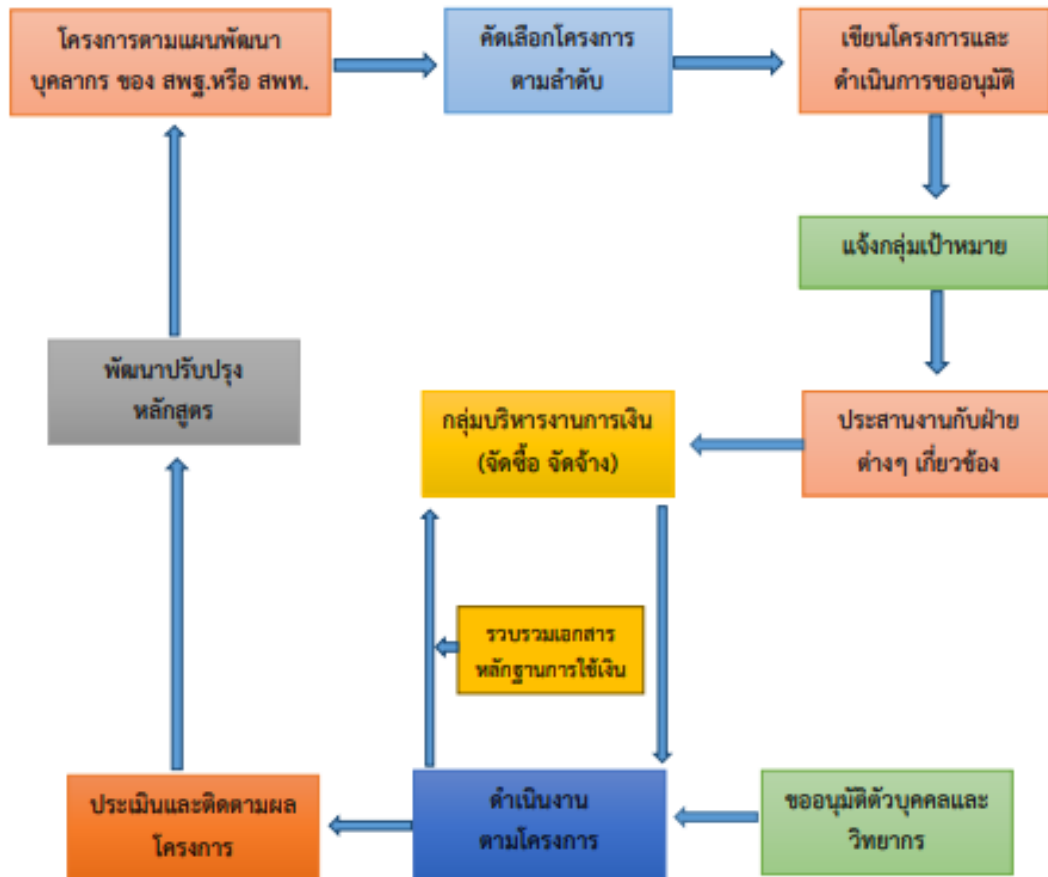 โครงการตามแผนพัฒนา
บุคลากร ของ สพฐ.หรือ สพท.
คัดเลือกโครงการ
ตามลำดับ
เขียนโครงการและ
ดำเนินการขออนุมัติ
แจ้งกลุ่มเป้าหมาย
ประสานงานกับฝ่าย
ต่างๆ เกี่ยวข้อง
กลุ่มบริหารงานการเงิน
(จัดซื้อ จัดจ้าง)
พัฒนาปรับปรุง
หลักสูตร
รวบรวมเอกสาร
หลักฐานการใช้เงิน
ประเมินและติดตามผล
โครงการ
ดำเนินงาน
ตามโครงการ
ขออนุมัติตัวบุคคลและ
วิทยากร